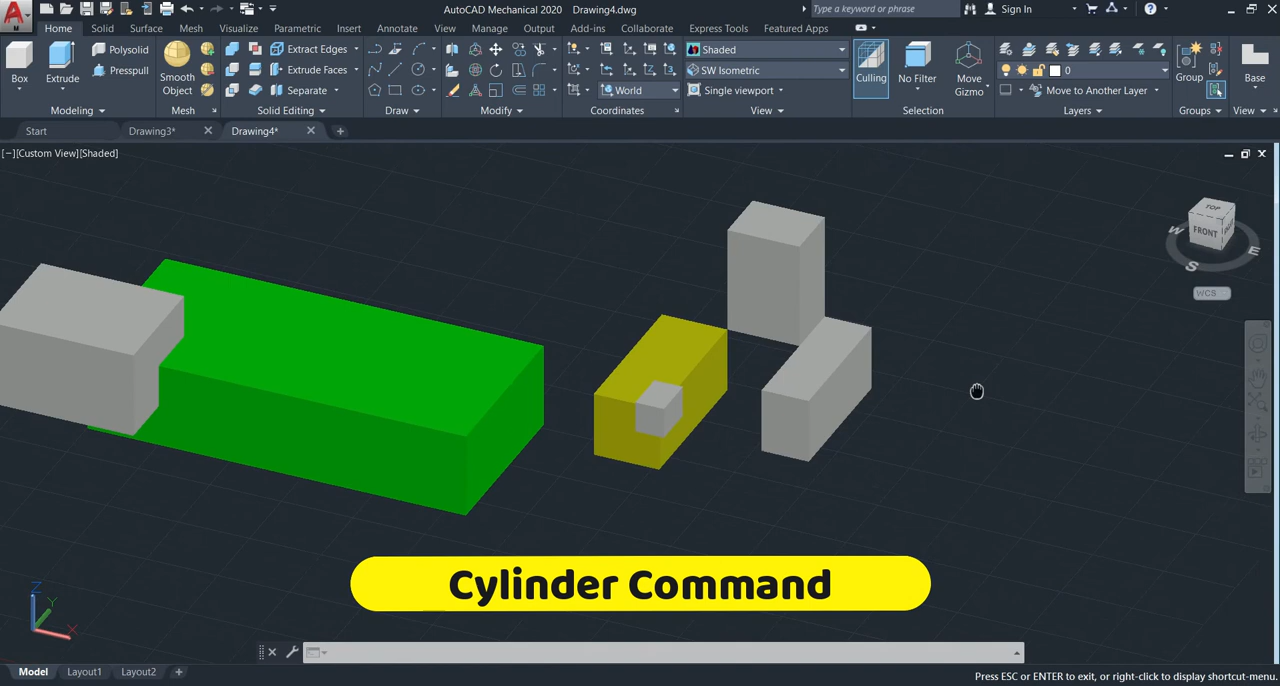 AutoCAD Mechanical 2020 Drawing4.dwg
Type a keyword or phrase
Sign In
Home
Solid
Surface
Mesh
Visualize
Parametric
Insert
Annotate
View
Manage
Output
Add-ins
Collaborate
Express Tools
Featured Apps
Box
Extrude
Polysolid
Presspull
Modeling
Smooth
Object
Mesh
Extract Edges
Extrude Faces
Separate
Solid Editing
Draw
Modify
World
Coordinates
Shaded
SW Isometric
Single viewport
View
Culling
No Filter
Move
Gizmo
Selection
0
Move to Another Layer
Layers
Group
Groups
Base
View
Start
Drawing3*
Drawing4*
[−][Custom View][Shaded]
TOP
FRONT
W
S
E
WCS
Cylinder Command
Z
Y
X
Model
Layout1
Layout2
Press ESC or ENTER to exit, or right-click to display shortcut-menu.